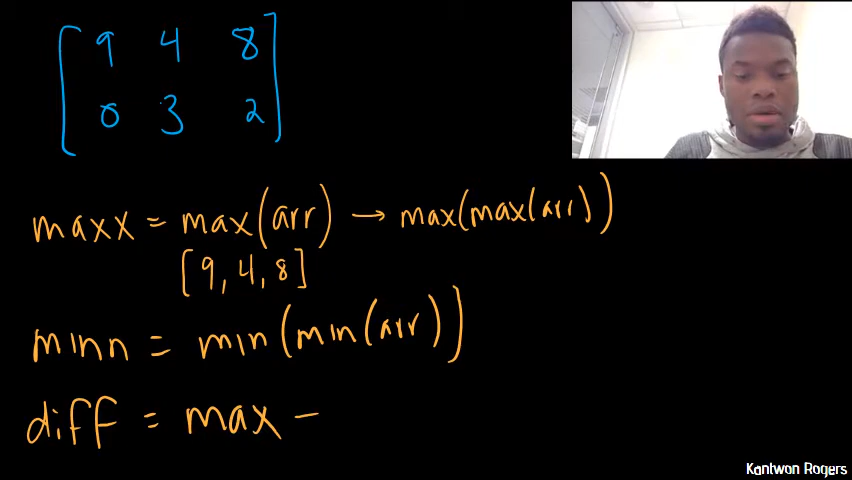 9 4 8
0 3 2
maxx = max(arr) → max(max(arr))
[9, 4, 8]
minn = min(min(arr))
diff = max -
Kantwon Rogers